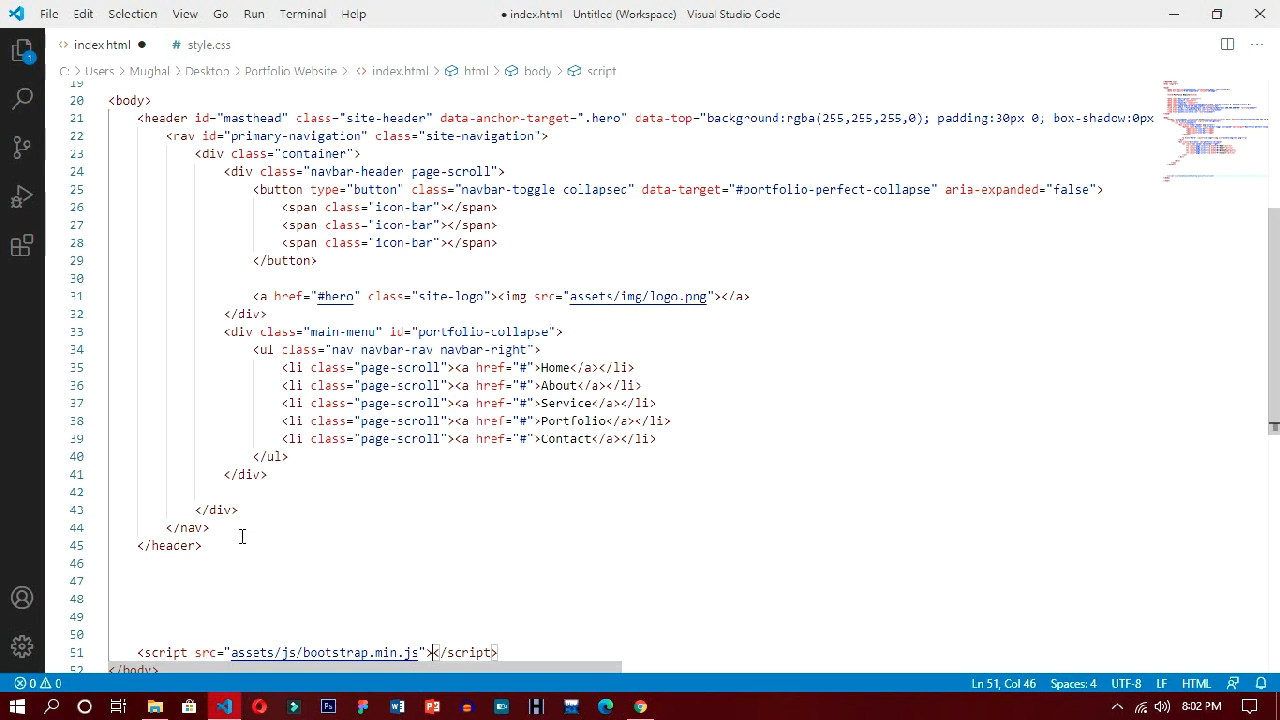 File Edit Selection View Go Run Terminal Help
● index.html - Untitled (Workspace) - Visual Studio Code
<> index.html ●
# style.css
C: > Users > Mughal > Desktop > Portfolio Website > <> index.html > html > body > script
19
20 <body>
21 <header id="masthead" class="site-header" data-anchor-target=".hero" data-top="background:rgba(255,255,255,0); padding:30px 0; box-shadow:0px
22 <nav id="primary-navigation" class="site-navigation">
23 <div class="container">
24 <div class="navbar-header page-scroll">
25 <button type="button" class="navbar-toggle collapsed" data-target="#portfolio-perfect-collapse" aria-expanded="false">
26 <span class="icon-bar"></span>
27 <span class="icon-bar"></span>
28 <span class="icon-bar"></span>
29 </button>
30
31 <a href="#hero" class="site-logo"><img src="assets/img/logo.png"></a>
32 </div>
33 <div class="main-menu" id="portfolio-collapse">
34 <ul class="nav navbar-nav navbar-right">
35 <li class="page-scroll"><a href="#">Home</a></li>
36 <li class="page-scroll"><a href="#">About</a></li>
37 <li class="page-scroll"><a href="#">Service</a></li>
38 <li class="page-scroll"><a href="#">Portfolio</a></li>
39 <li class="page-scroll"><a href="#">Contact</a></li>
40 </ul>
41 </div>
42
43 </div>
44 </nav>
45 </header>
46
47
48
49
50
51 <script src="assets/js/bootstrap.min.js"></script>
52 </body>
0 0
Ln 51, Col 46 Spaces: 4 UTF-8 LF HTML
8:02 PM